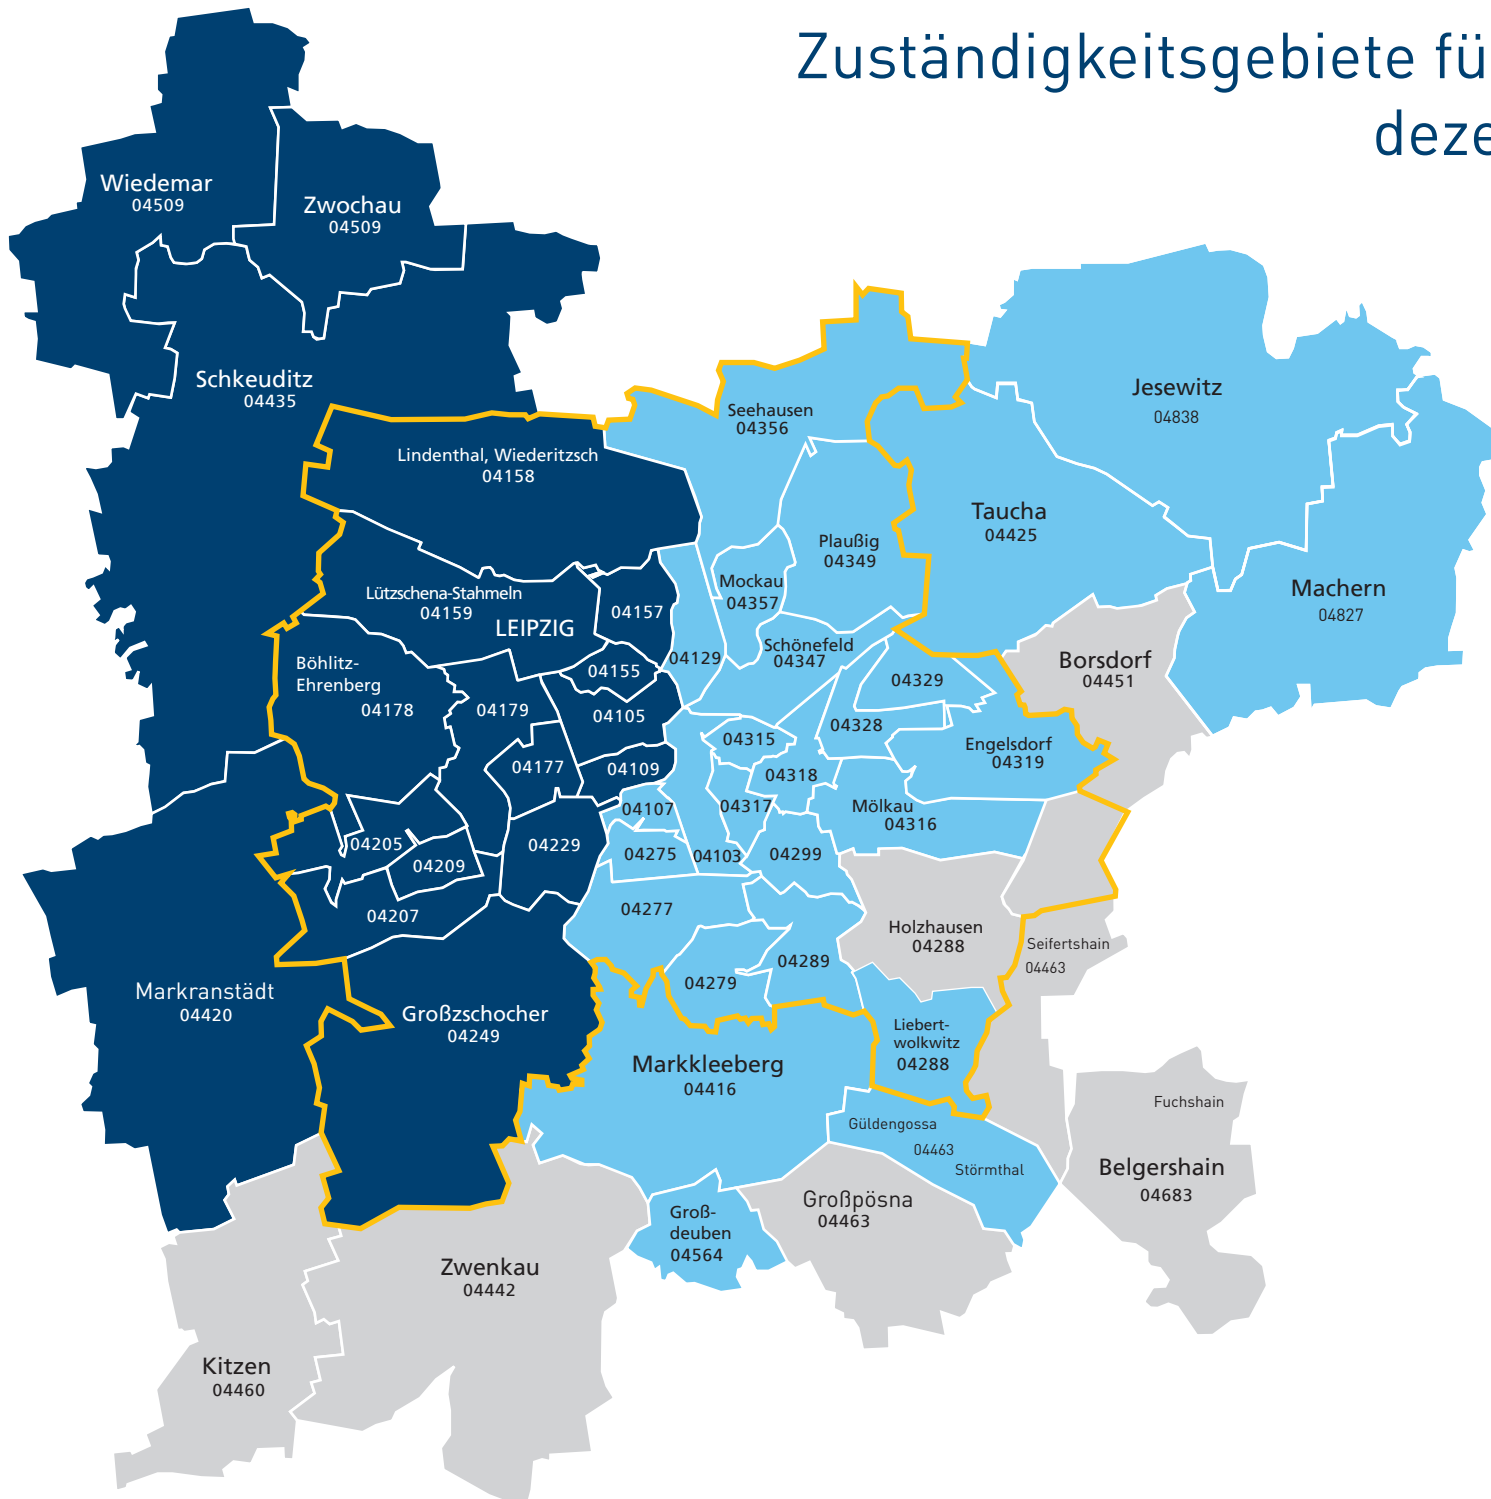 Zuständigkeitsgebiete fü
deze
Wiedemar
04509
Zwochau
04509
Schkeuditz
04435
Seehausen
04356
Jesewitz
04838
Lindenthal, Wiederitzsch
04158
Taucha
04425
Plaußig
04349
Mockau
04357
Machern
04827
Lützschena-Stahmeln
04159
LEIPZIG
04157
Schönefeld
04347
04129
Borsdorf
04451
Böhlitz-
Ehrenberg
04178
04155
04329
04179
04105
04328
04315
Engelsdorf
04319
04177
04109
04318
04107
04317
Mölkau
04316
04205
04209
04229
04275
04103
04299
04207
04277
Holzhausen
04288
Seifertshain
04463
04289
04279
Markranstädt
04420
Großzschocher
04249
Liebert-
wolkwitz
04288
Markkleeberg
04416
Fuchshain
Güldengossa
04463
Störmthal
Belgershain
04683
Großpösna
04463
Groß-
deuben
04564
Zwenkau
04442
Kitzen
04460